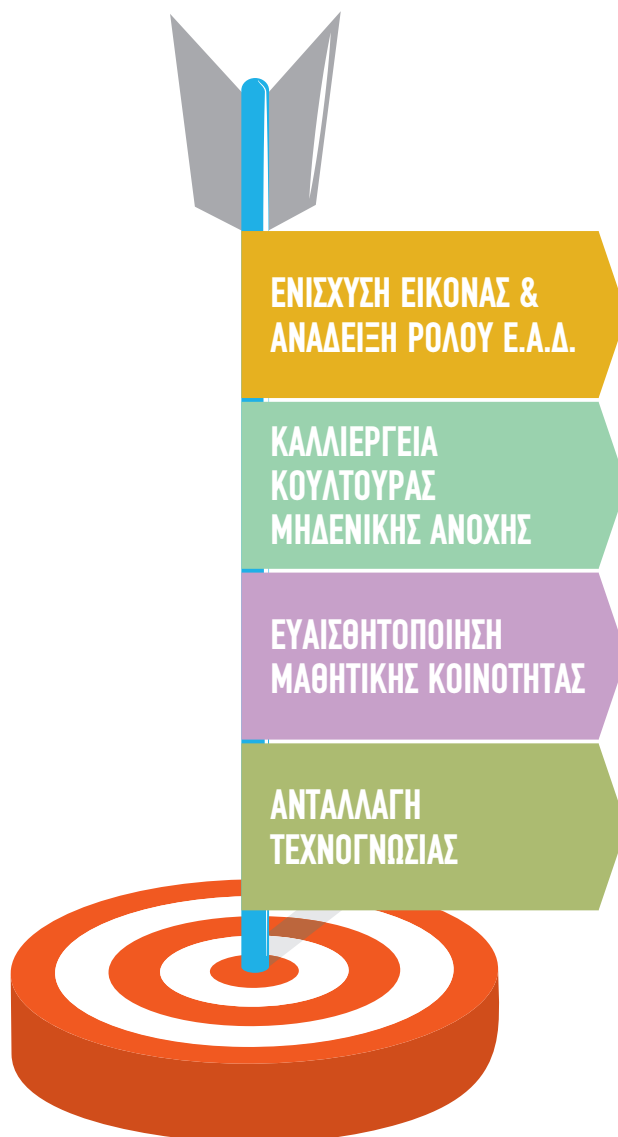 ΕΝΙΣΧΥΣΗ ΕΙΚΟΝΑΣ &
ΑΝΑΔΕΙΞΗ ΡΟΛΟΥ Ε.Α.Δ.
ΚΑΛΛΙΕΡΓΕΙΑ
ΚΟΥΛΤΟΥΡΑΣ
ΜΗΔΕΝΙΚΗΣ ΑΝΟΧΗΣ
ΕΥΑΙΣΘΗΤΟΠΟΙΗΣΗ
ΜΑΘΗΤΙΚΗΣ ΚΟΙΝΟΤΗΤΑΣ
ΑΝΤΑΛΛΑΓΗ
ΤΕΧΝΟΓΝΩΣΙΑΣ